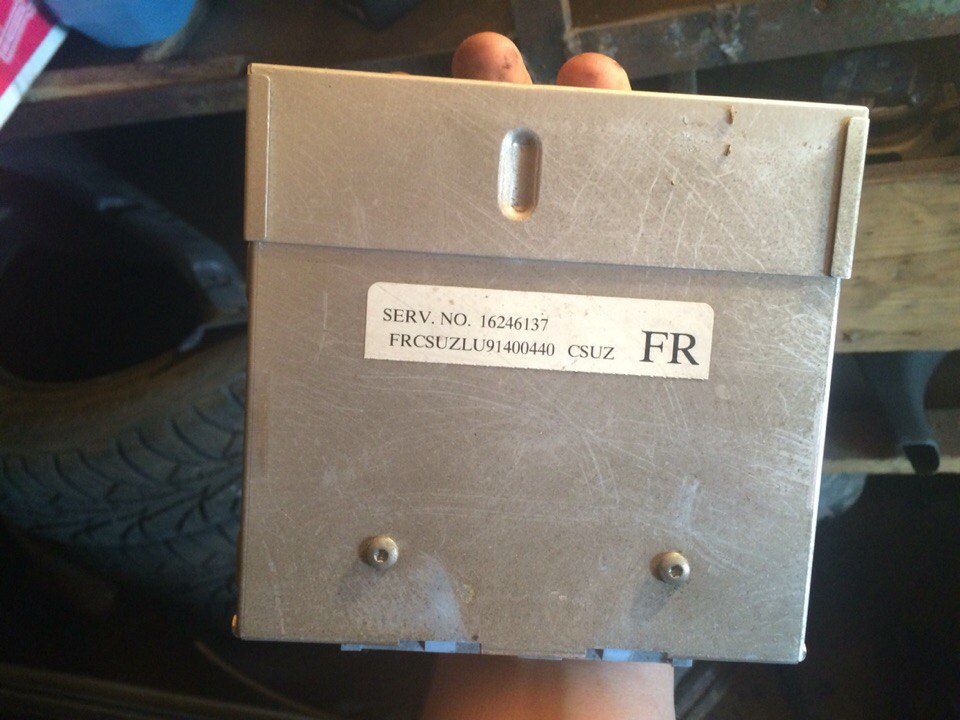 SERV. NO. 16246137
FRCSUZLU91400440 CSUZ FR